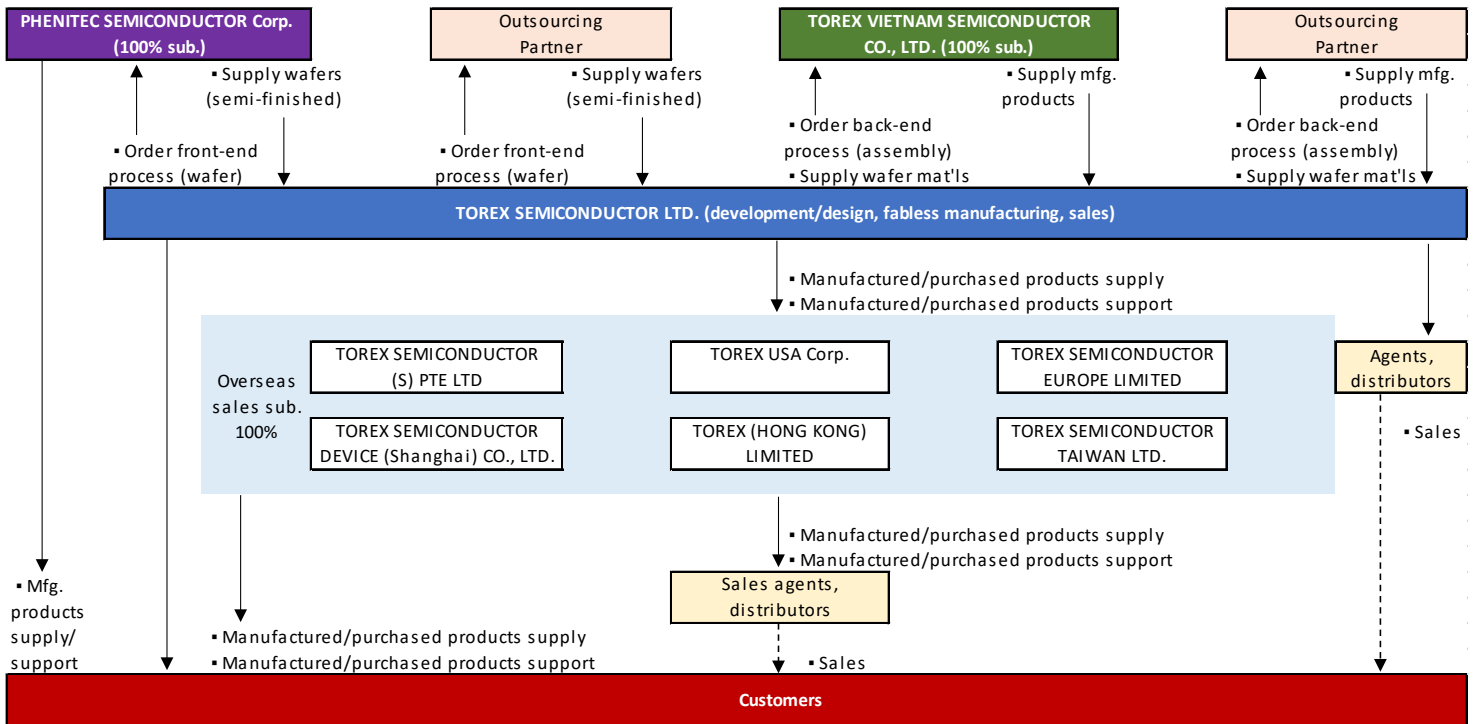 PHENITEC SEMICONDUCTOR Corp.
(100% sub.)
Outsourcing
Partner
TOREX VIETNAM SEMICONDUCTOR
CO., LTD. (100% sub.)
Outsourcing
Partner
▪ Supply wafers
(semi-finished)
▪ Supply wafers
(semi-finished)
▪ Supply mfg.
products
▪ Supply mfg.
products
▪ Order front-end
process (wafer)
▪ Order front-end
process (wafer)
▪ Order back-end
process (assembly)
▪ Supply wafer mat'ls
▪ Order back-end
process (assembly)
▪ Supply wafer mat'ls
TOREX SEMICONDUCTOR LTD. (development/design, fabless manufacturing, sales)
▪ Manufactured/purchased products supply
▪ Manufactured/purchased products support
Overseas
sales sub.
100%
TOREX SEMICONDUCTOR
(S) PTE LTD
TOREX USA Corp.
TOREX SEMICONDUCTOR
EUROPE LIMITED
Agents,
distributors
TOREX SEMICONDUCTOR
DEVICE (Shanghai) CO., LTD.
TOREX (HONG KONG)
LIMITED
TOREX SEMICONDUCTOR
TAIWAN LTD.
▪ Sales
▪ Manufactured/purchased products supply
▪ Manufactured/purchased products support
▪ Mfg.
products
supply/
support
Sales agents,
distributors
▪ Manufactured/purchased products supply
▪ Manufactured/purchased products support
▪ Sales
Customers